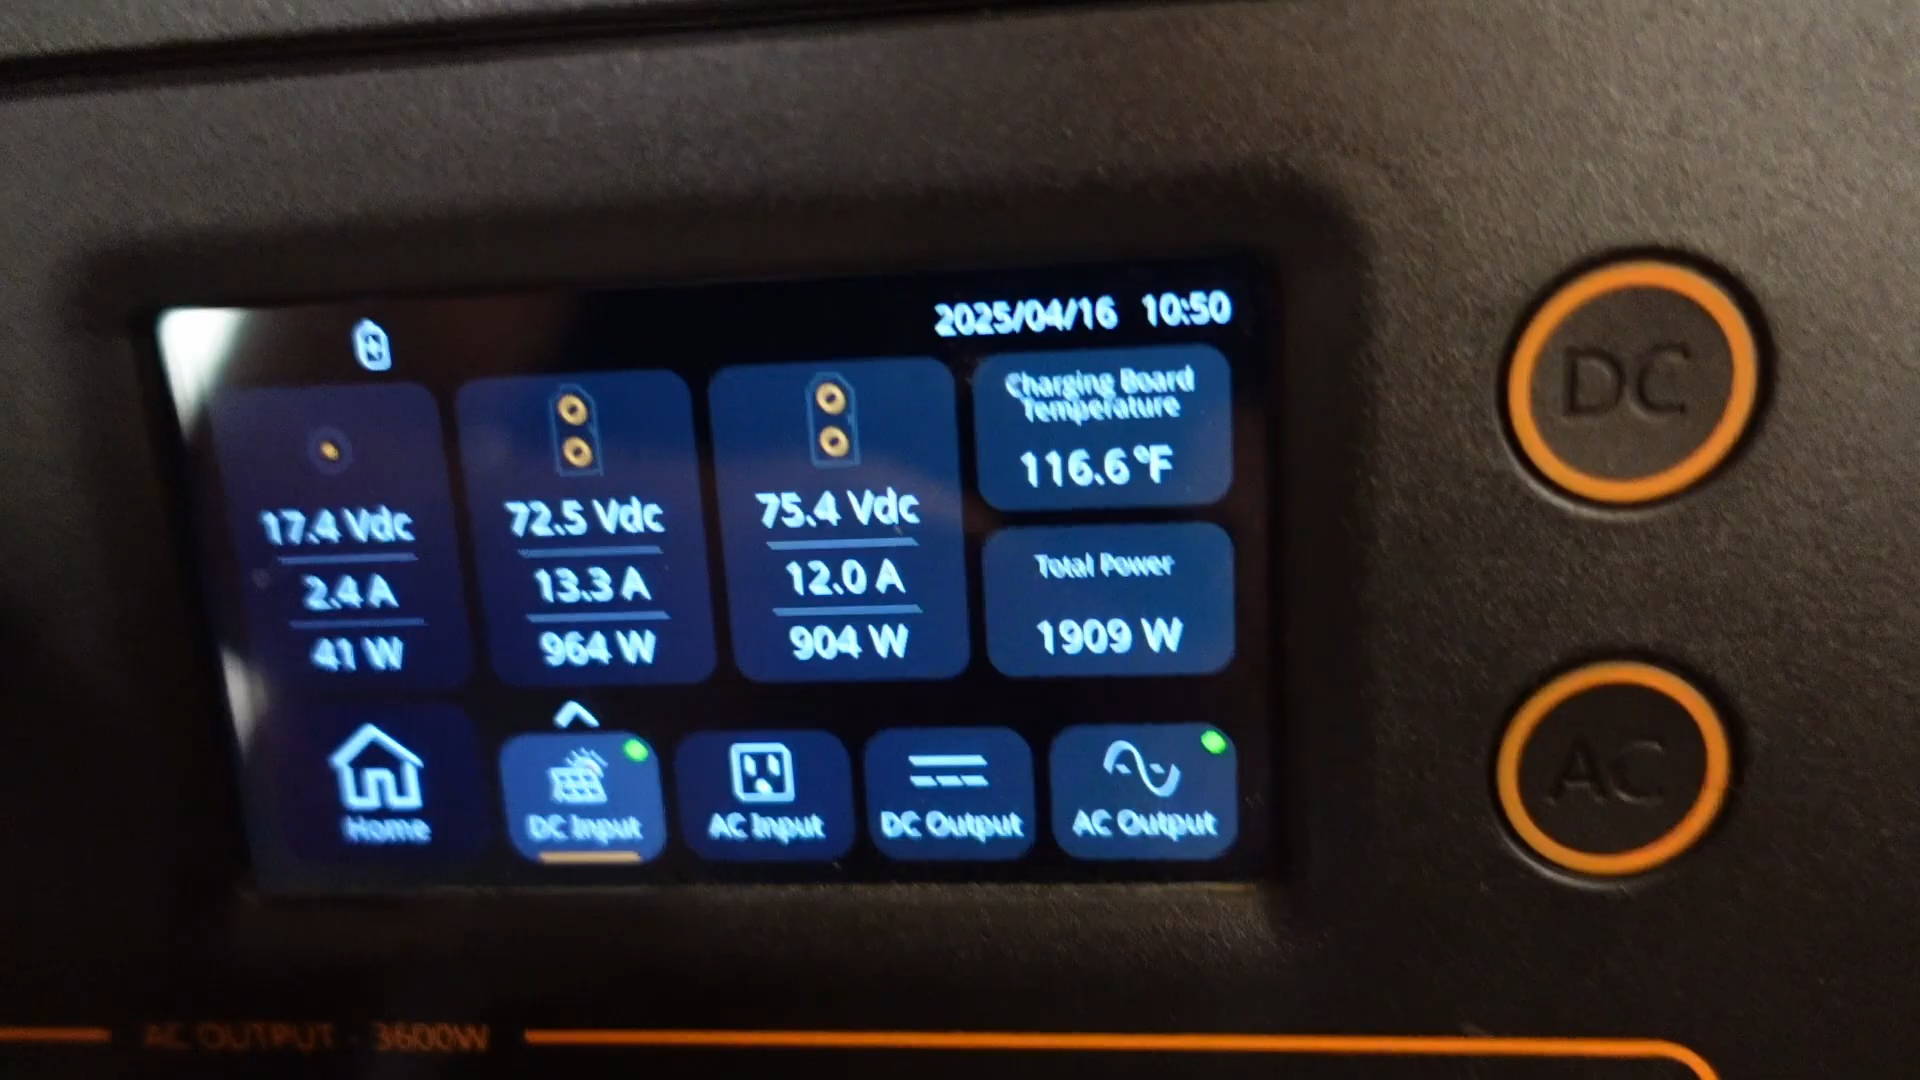 2025/04/16 10:50
17.4 Vdc
2.4 A
41 W
72.5 Vdc
13.3 A
964 W
75.4 Vdc
12.0 A
904 W
Charging Board
Temperature
116.6°F
Total Power
1909 W
Home
DC Input
AC Input
DC Output
AC Output
DC
AC
AC OUTPUT - 3600W